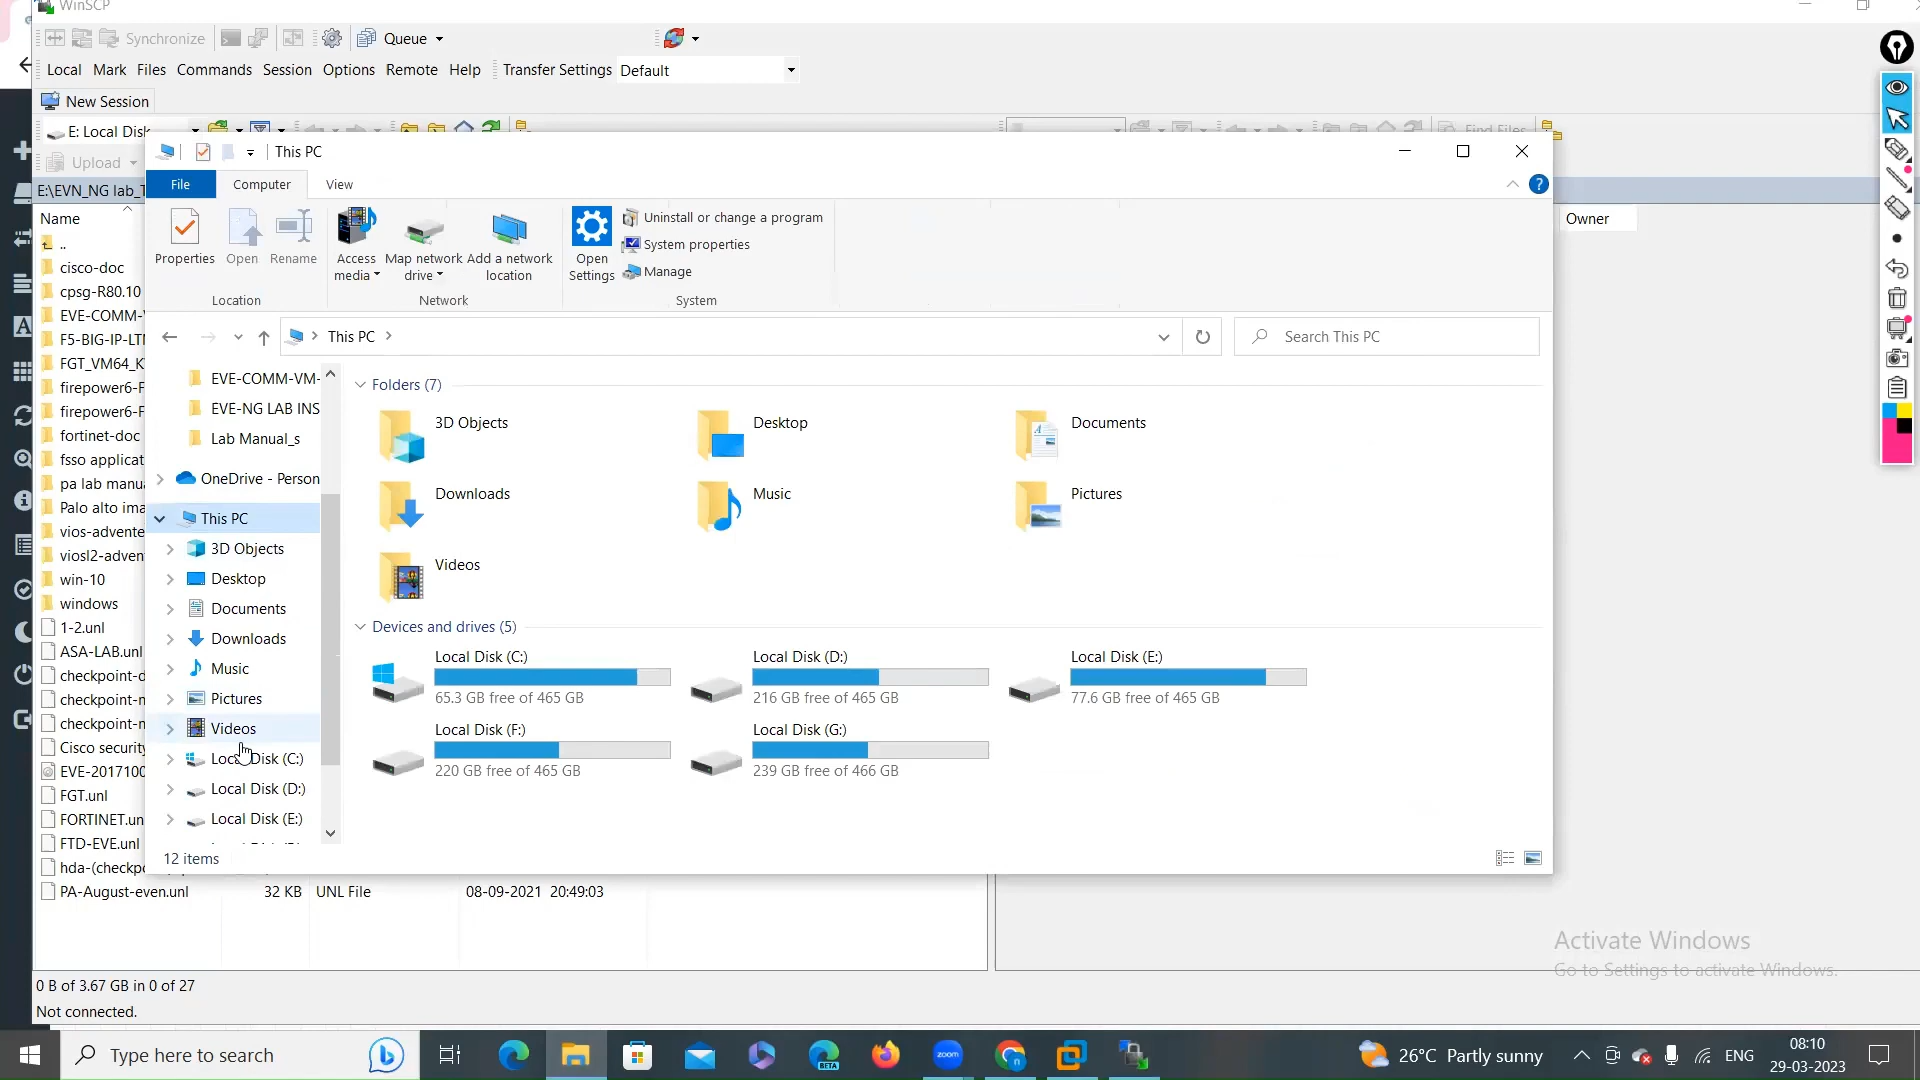 WinSCP
Synchronize
Queue
Local Mark Files Commands Session Options Remote Help Transfer Settings Default
New Session
E: Local Disk
Find Files
Upload
This PC
File Computer View
E:\EVN_NG lab_T
Name
Owner
Properties Open Rename
Access media
Map network drive
Add a network location
Open Settings
Uninstall or change a program
System properties
Manage
Location Network System
This PC
Search This PC
..
cisco-doc
cpsg-R80.10
EVE-COMM-
F5-BIG-IP-LT
FGT_VM64_K
firepower6-F
firepower6-F
fortinet-doc
fsso applicat
pa lab manu
Palo alto ima
vios-advente
viosl2-adven
win-10
windows
1-2.unl
ASA-LAB.unl
checkpoint-d
checkpoint-n
checkpoint-n
Cisco security
EVE-2017100
FGT.unl
FORTINET.un
FTD-EVE.unl
hda-(checkp
PA-August-even.unl 32 KB UNL File 08-09-2021 20:49:03
EVE-COMM-VM-
EVE-NG LAB INS
Lab Manual_s
OneDrive - Person
This PC
3D Objects
Desktop
Documents
Downloads
Music
Pictures
Videos
Local Disk (C:)
Local Disk (D:)
Local Disk (E:)
Folders (7)
3D Objects Desktop Documents
Downloads Music Pictures
Videos
Devices and drives (5)
Local Disk (C:) Local Disk (D:) Local Disk (E:)
65.3 GB free of 465 GB 216 GB free of 465 GB 77.6 GB free of 465 GB
Local Disk (F:) Local Disk (G:)
220 GB free of 465 GB 239 GB free of 466 GB
12 items
Activate Windows
Go to Settings to activate Windows.
0 B of 3.67 GB in 0 of 27
Not connected.
Type here to search
zoom
BETA
26°C Partly sunny
ENG
08:10
29-03-2023